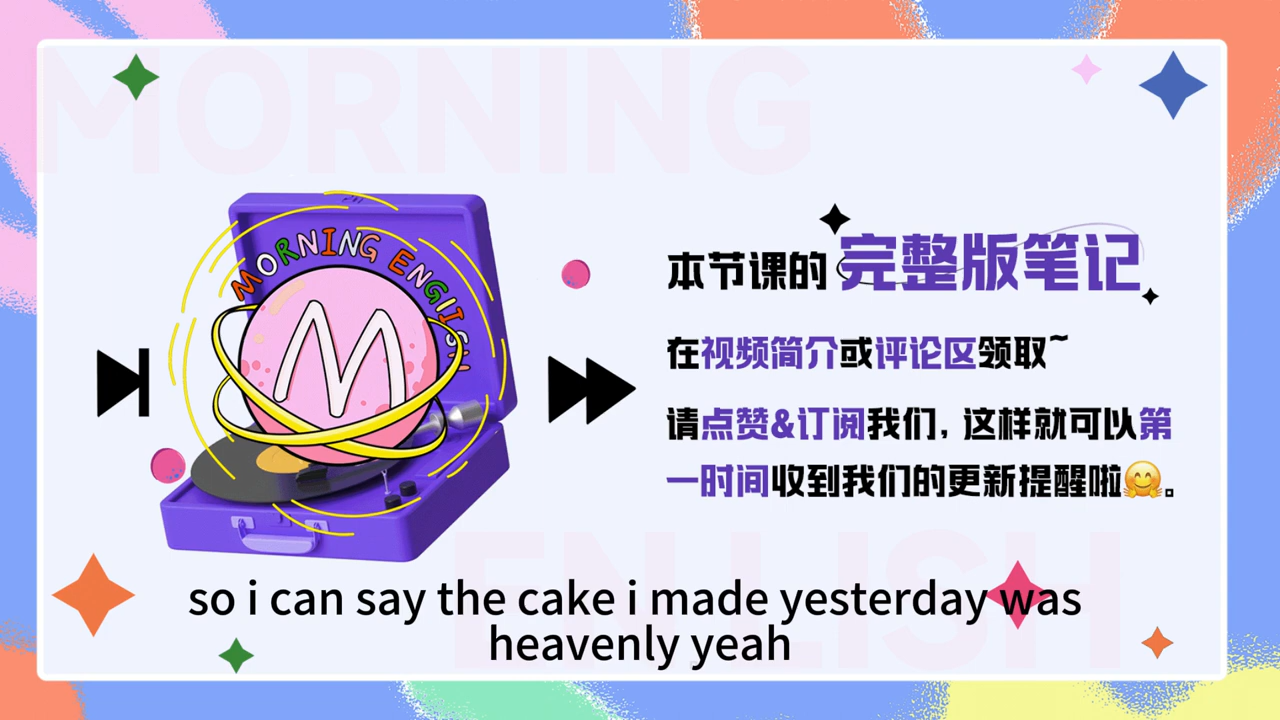 MORNING
MORNING ENGlISH
M
本节课的 完整版笔记
在视频简介或评论区领取~
请点赞&订阅我们, 这样就可以第
一时间收到我们的更新提醒啦🤗。
ENLISH
so i can say the cake i made yesterday was
heavenly yeah